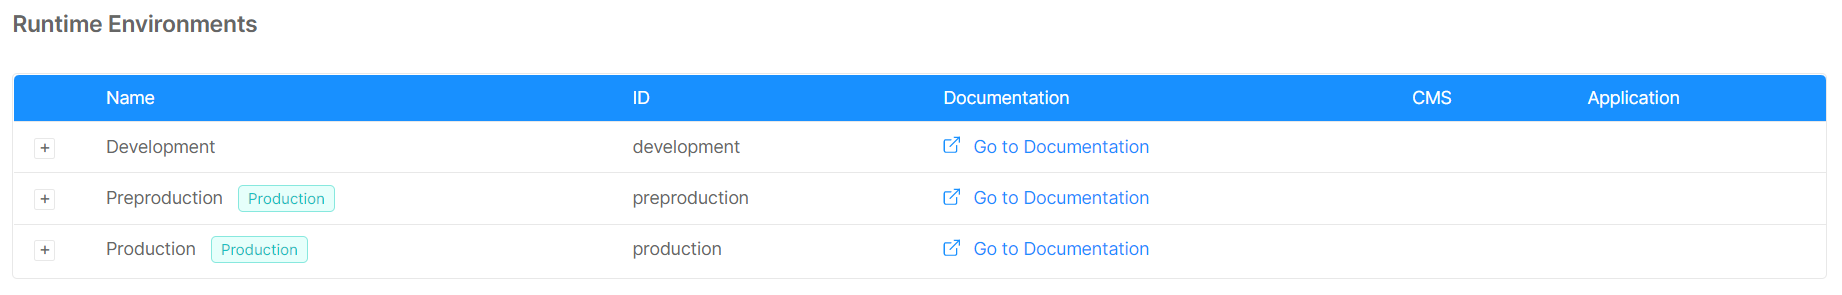 Runtime Environments
Name ID Documentation CMS Application
+ Development development Go to Documentation
+ Preproduction Production preproduction Go to Documentation
+ Production Production production Go to Documentation